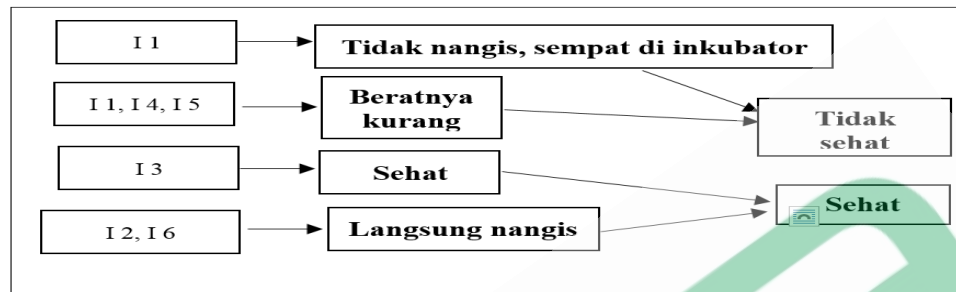 I 1
Tidak nangis, sempat di inkubator
I 1, I 4, I 5
Beratnya
kurang
Tidak
sehat
I 3
Sehat
Sehat
I 2, I 6
Langsung nangis